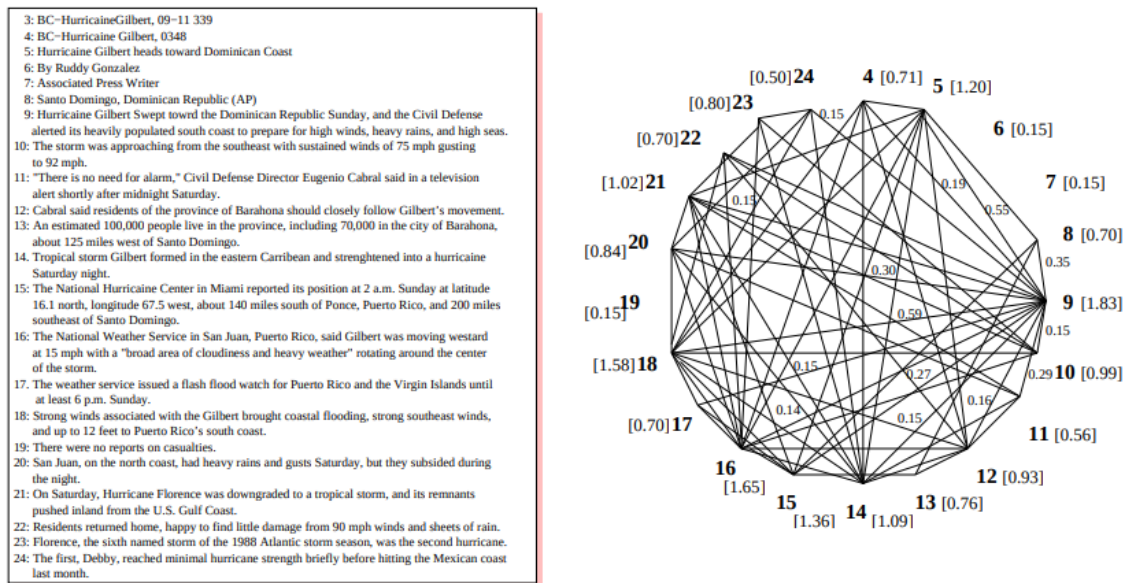 3: BC−HurricaineGilbert, 09−11 339
4: BC−Hurricaine Gilbert, 0348
5: Hurricaine Gilbert heads toward Dominican Coast
6: By Ruddy Gonzalez
7: Associated Press Writer
8: Santo Domingo, Dominican Republic (AP)
9: Hurricaine Gilbert Swept towrd the Dominican Republic Sunday, and the Civil Defense
alerted its heavily populated south coast to prepare for high winds, heavy rains, and high seas.
10: The storm was approaching from the southeast with sustained winds of 75 mph gusting
to 92 mph.
11: "There is no need for alarm," Civil Defense Director Eugenio Cabral said in a television
alert shortly after midnight Saturday.
12: Cabral said residents of the province of Barahona should closely follow Gilbert's movement.
13: An estimated 100,000 people live in the province, including 70,000 in the city of Barahona,
about 125 miles west of Santo Domingo.
14. Tropical storm Gilbert formed in the eastern Carribean and strenghtened into a hurricaine
Saturday night.
15: The National Hurricaine Center in Miami reported its position at 2 a.m. Sunday at latitude
16.1 north, longitude 67.5 west, about 140 miles south of Ponce, Puerto Rico, and 200 miles
southeast of Santo Domingo.
16: The National Weather Service in San Juan, Puerto Rico, said Gilbert was moving westard
at 15 mph with a "broad area of cloudiness and heavy weather" rotating around the center
of the storm.
17. The weather service issued a flash flood watch for Puerto Rico and the Virgin Islands until
at least 6 p.m. Sunday.
18: Strong winds associated with the Gilbert brought coastal flooding, strong southeast winds,
and up to 12 feet to Puerto Rico's south coast.
19: There were no reports on casualties.
20: San Juan, on the north coast, had heavy rains and gusts Saturday, but they subsided during
the night.
21: On Saturday, Hurricane Florence was downgraded to a tropical storm, and its remnants
pushed inland from the U.S. Gulf Coast.
22: Residents returned home, happy to find little damage from 90 mph winds and sheets of rain.
23: Florence, the sixth named storm of the 1988 Atlantic storm season, was the second hurricane.
24: The first, Debby, reached minimal hurricane strength briefly before hitting the Mexican coast
last month.
[0.50] 24
4 [0.71]
5 [1.20]
[0.80] 23
0.15
6 [0.15]
[0.70] 22
[1.02] 21
0.15
0.19
7 [0.15]
0.55
8 [0.70]
[0.84] 20
0.30
0.35
[0.15] 19
0.59
9 [1.83]
0.15
[1.58] 18
0.15
0.27
0.29
10 [0.99]
0.14
0.15
0.16
[0.70] 17
11 [0.56]
16
[1.65]
12 [0.93]
15
[1.36]
14 [1.09]
13 [0.76]